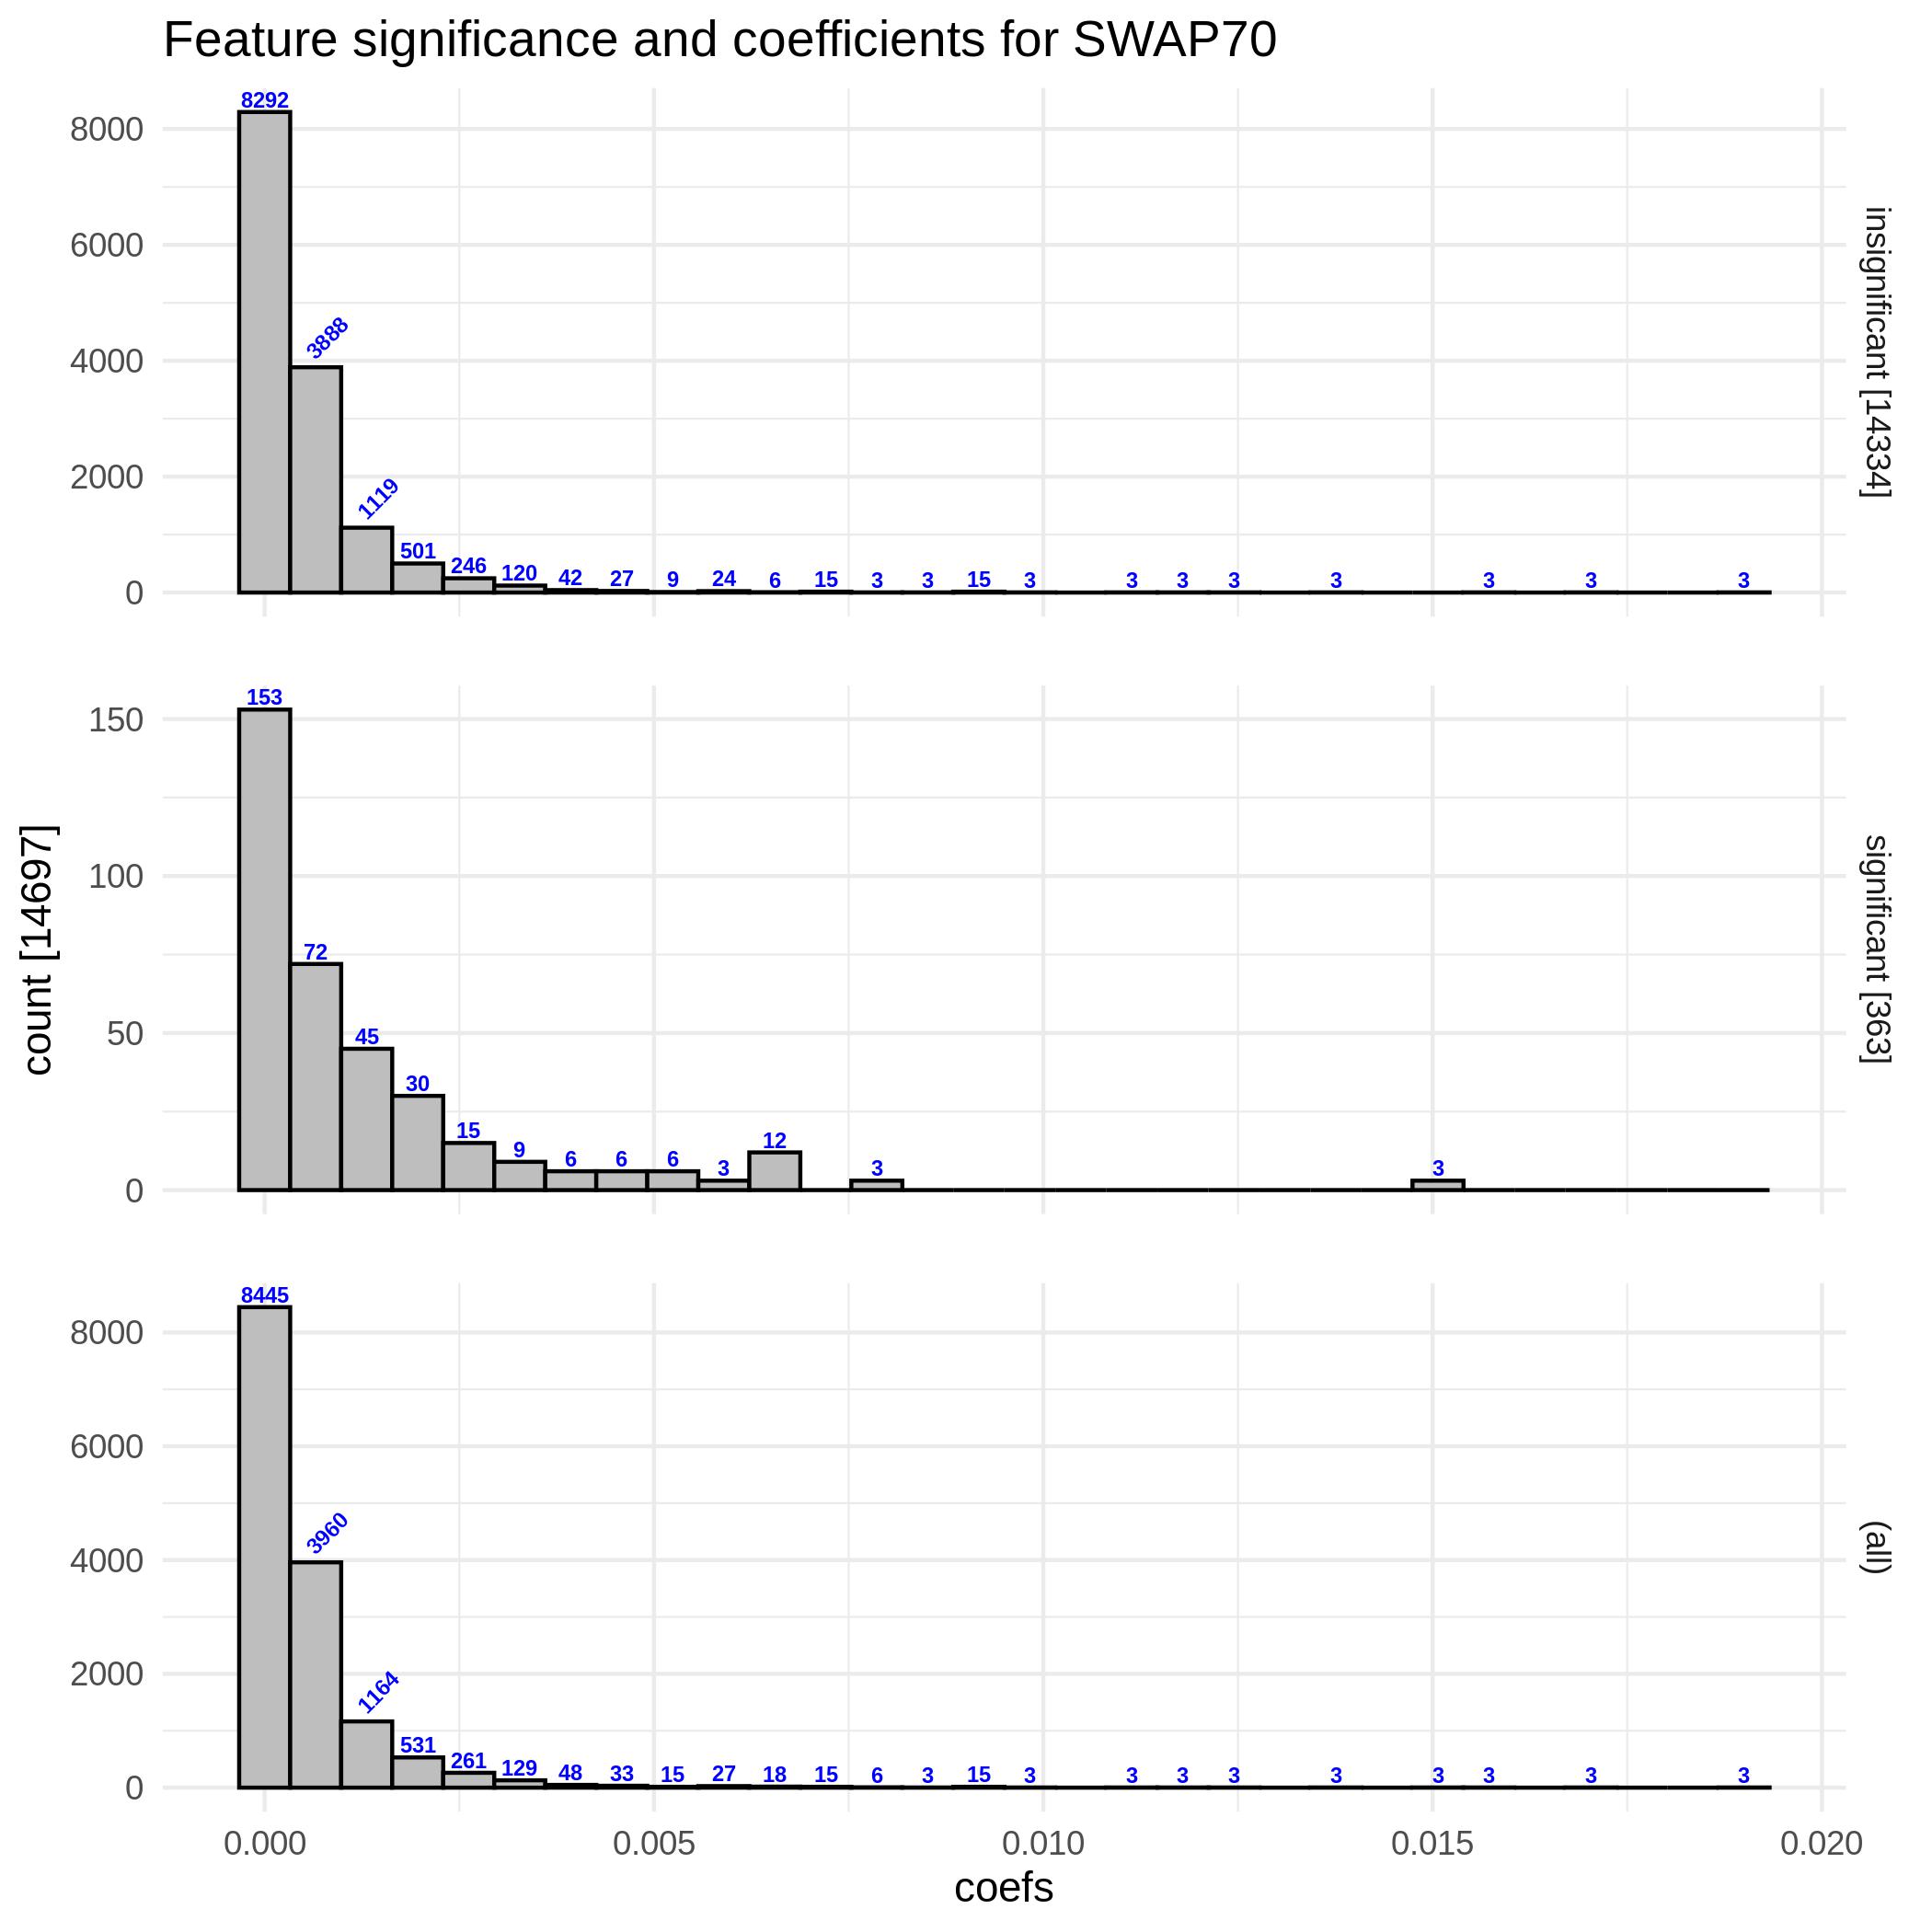 Feature significance and coefficients for SWAP70
count [14697]
8000
6000
4000
2000
0
8292
3888
1119
501 246 120 42 27 9 24 6 15 3 3 15 3 3 3 3 3 3 3 3
insignificant [14334]
150
100
50
0
153
72
45
30
15
9
6 6 6 3 12 3 3
significant [363]
8000
6000
4000
2000
0
8445
3960
1164
531 261 129 48 33 15 27 18 15 6 3 15 3 3 3 3 3 3 3 3 3
(all)
0.000 0.005 0.010 0.015 0.020
coefs